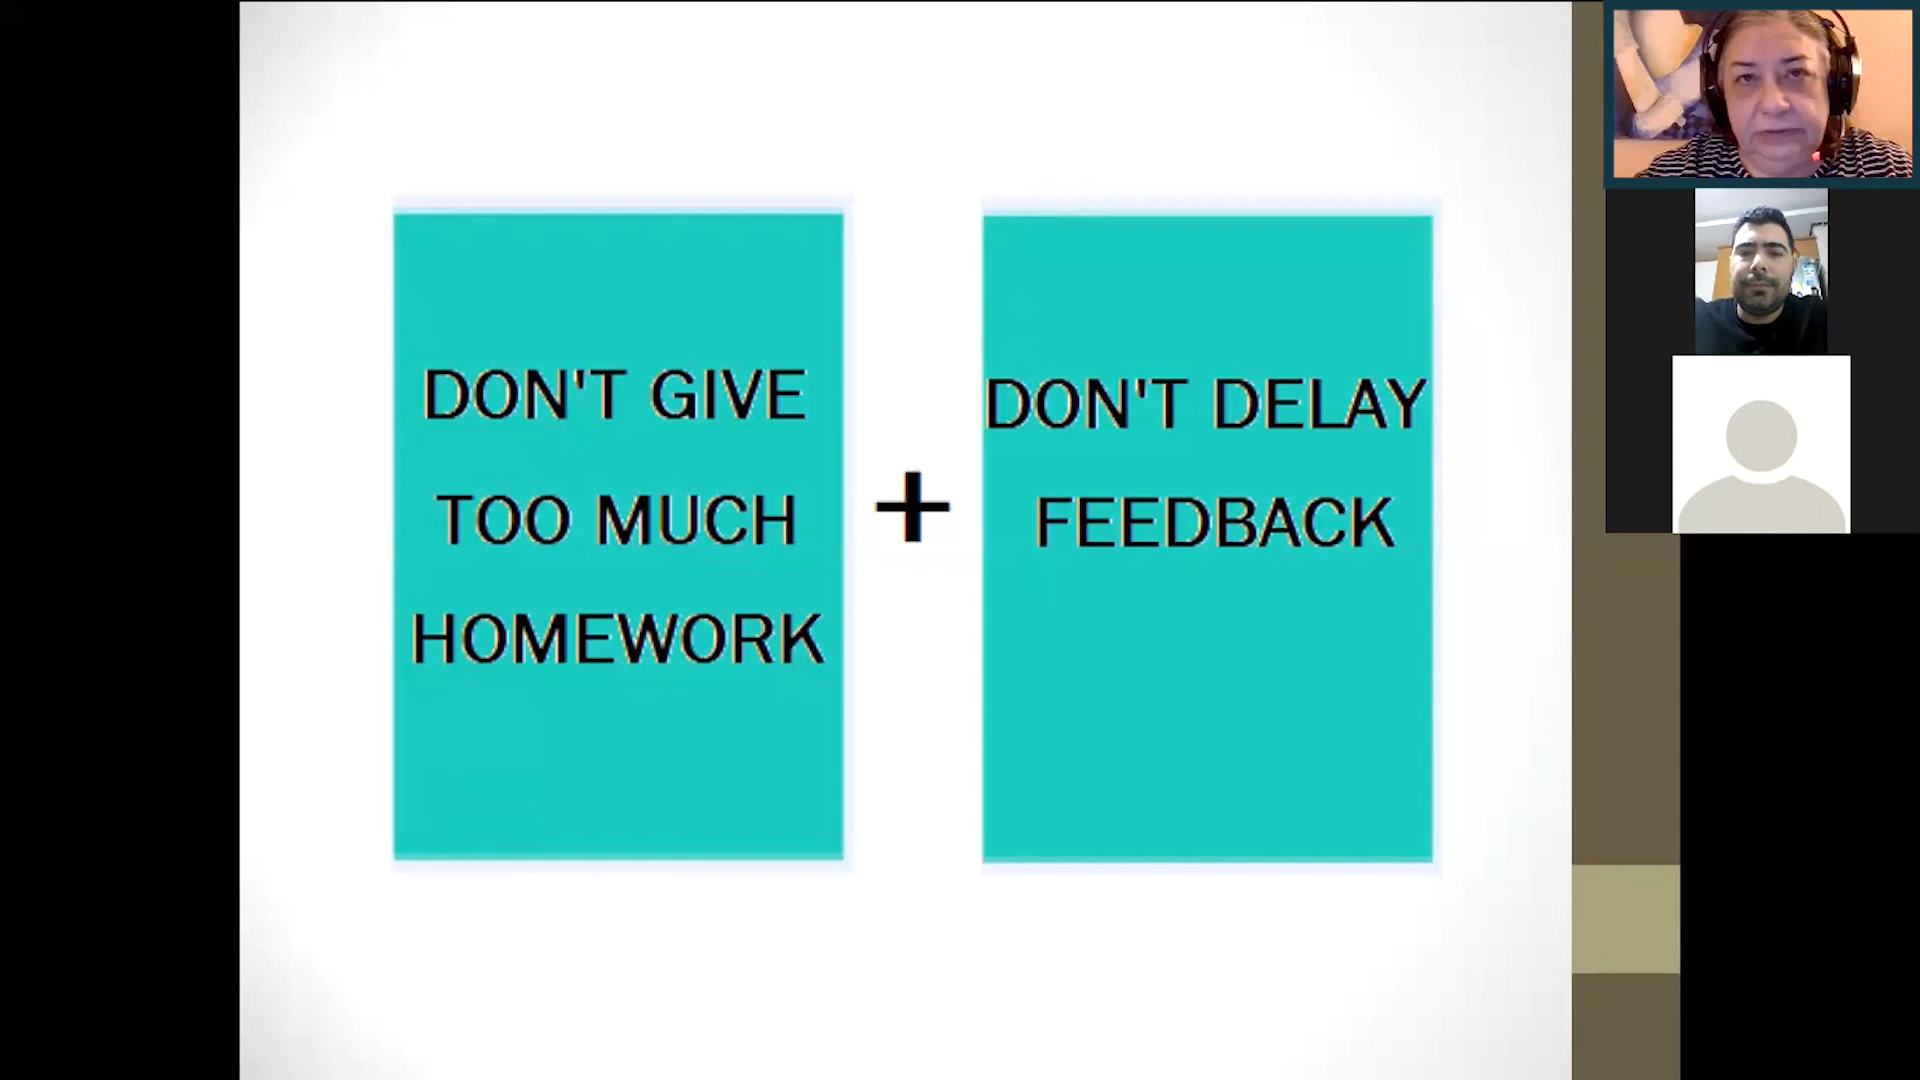 DON'T GIVE
TOO MUCH
HOMEWORK
+
DON'T DELAY
FEEDBACK